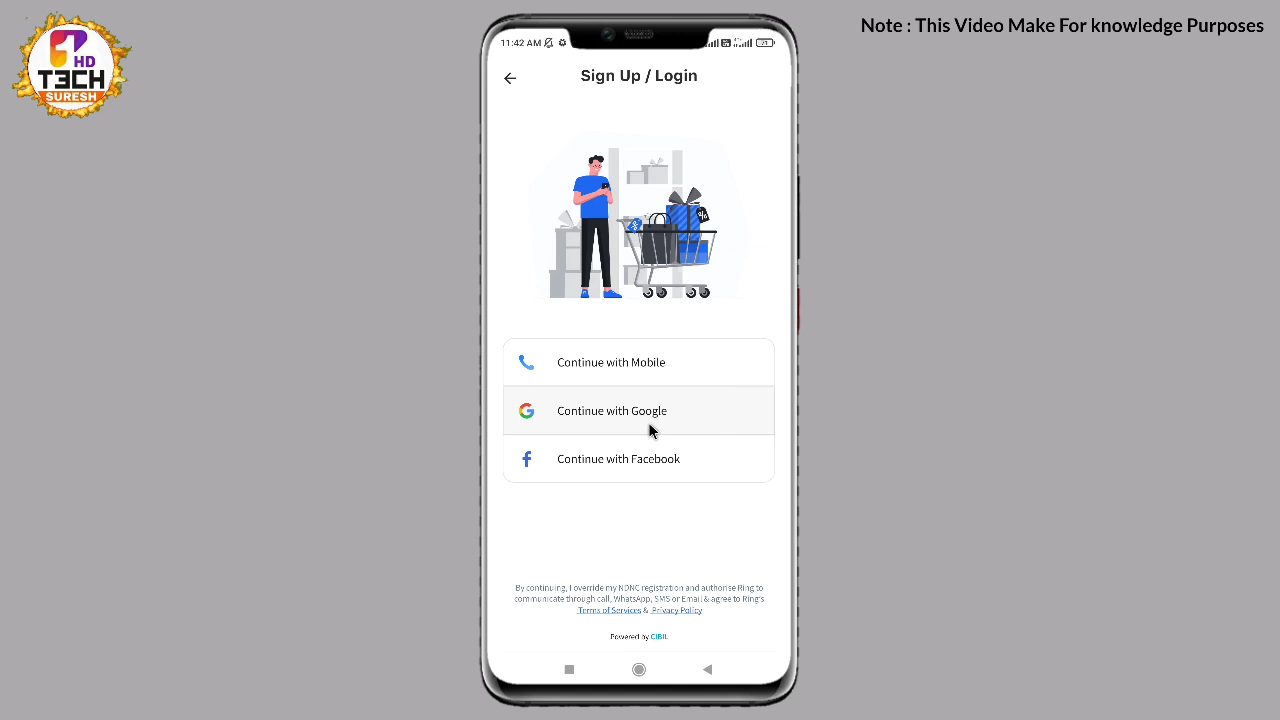 Note : This Video Make For knowledge Purposes
HD
T3CH
SURESH
11:42 AM
71
Sign Up / Login
%
Continue with Mobile
Continue with Google
Continue with Facebook
By continuing, I override my NDNC registration and authorise Ring to
communicate through call, WhatsApp, SMS or Email & agree to Ring's
Terms of Services & Privacy Policy
Powered by CIBIL